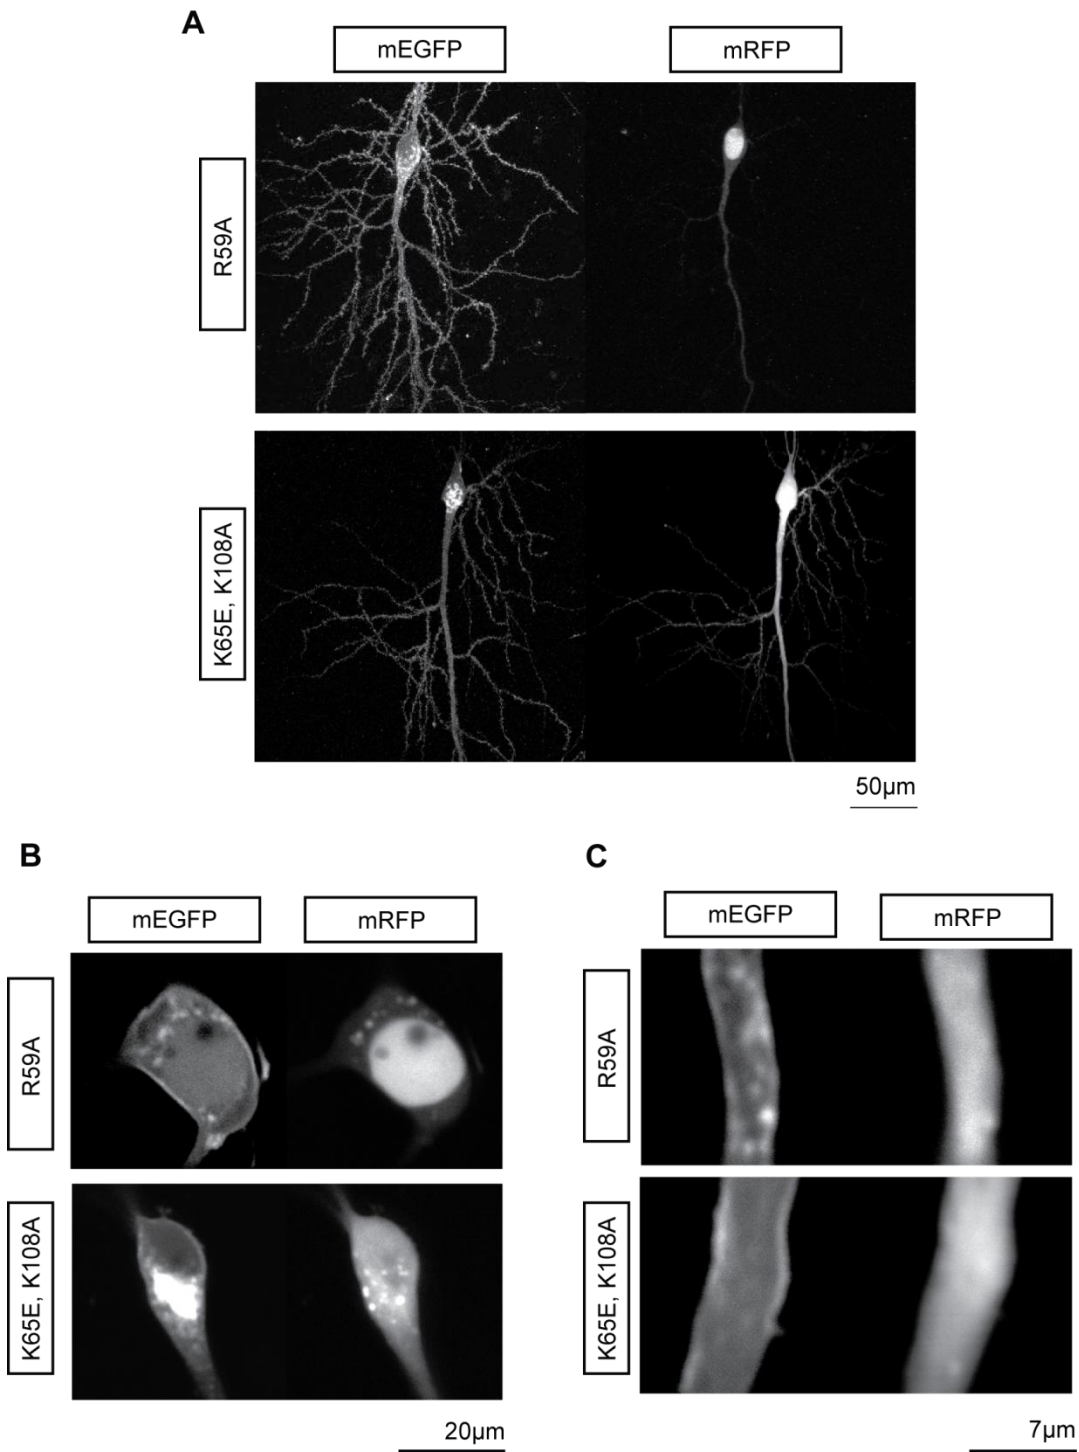 A
mEGFP
mRFP
R59A
K65E, K108A
50µm
B
mEGFP
mRFP
R59A
K65E, K108A
20µm
C
mEGFP
mRFP
R59A
K65E, K108A
7µm